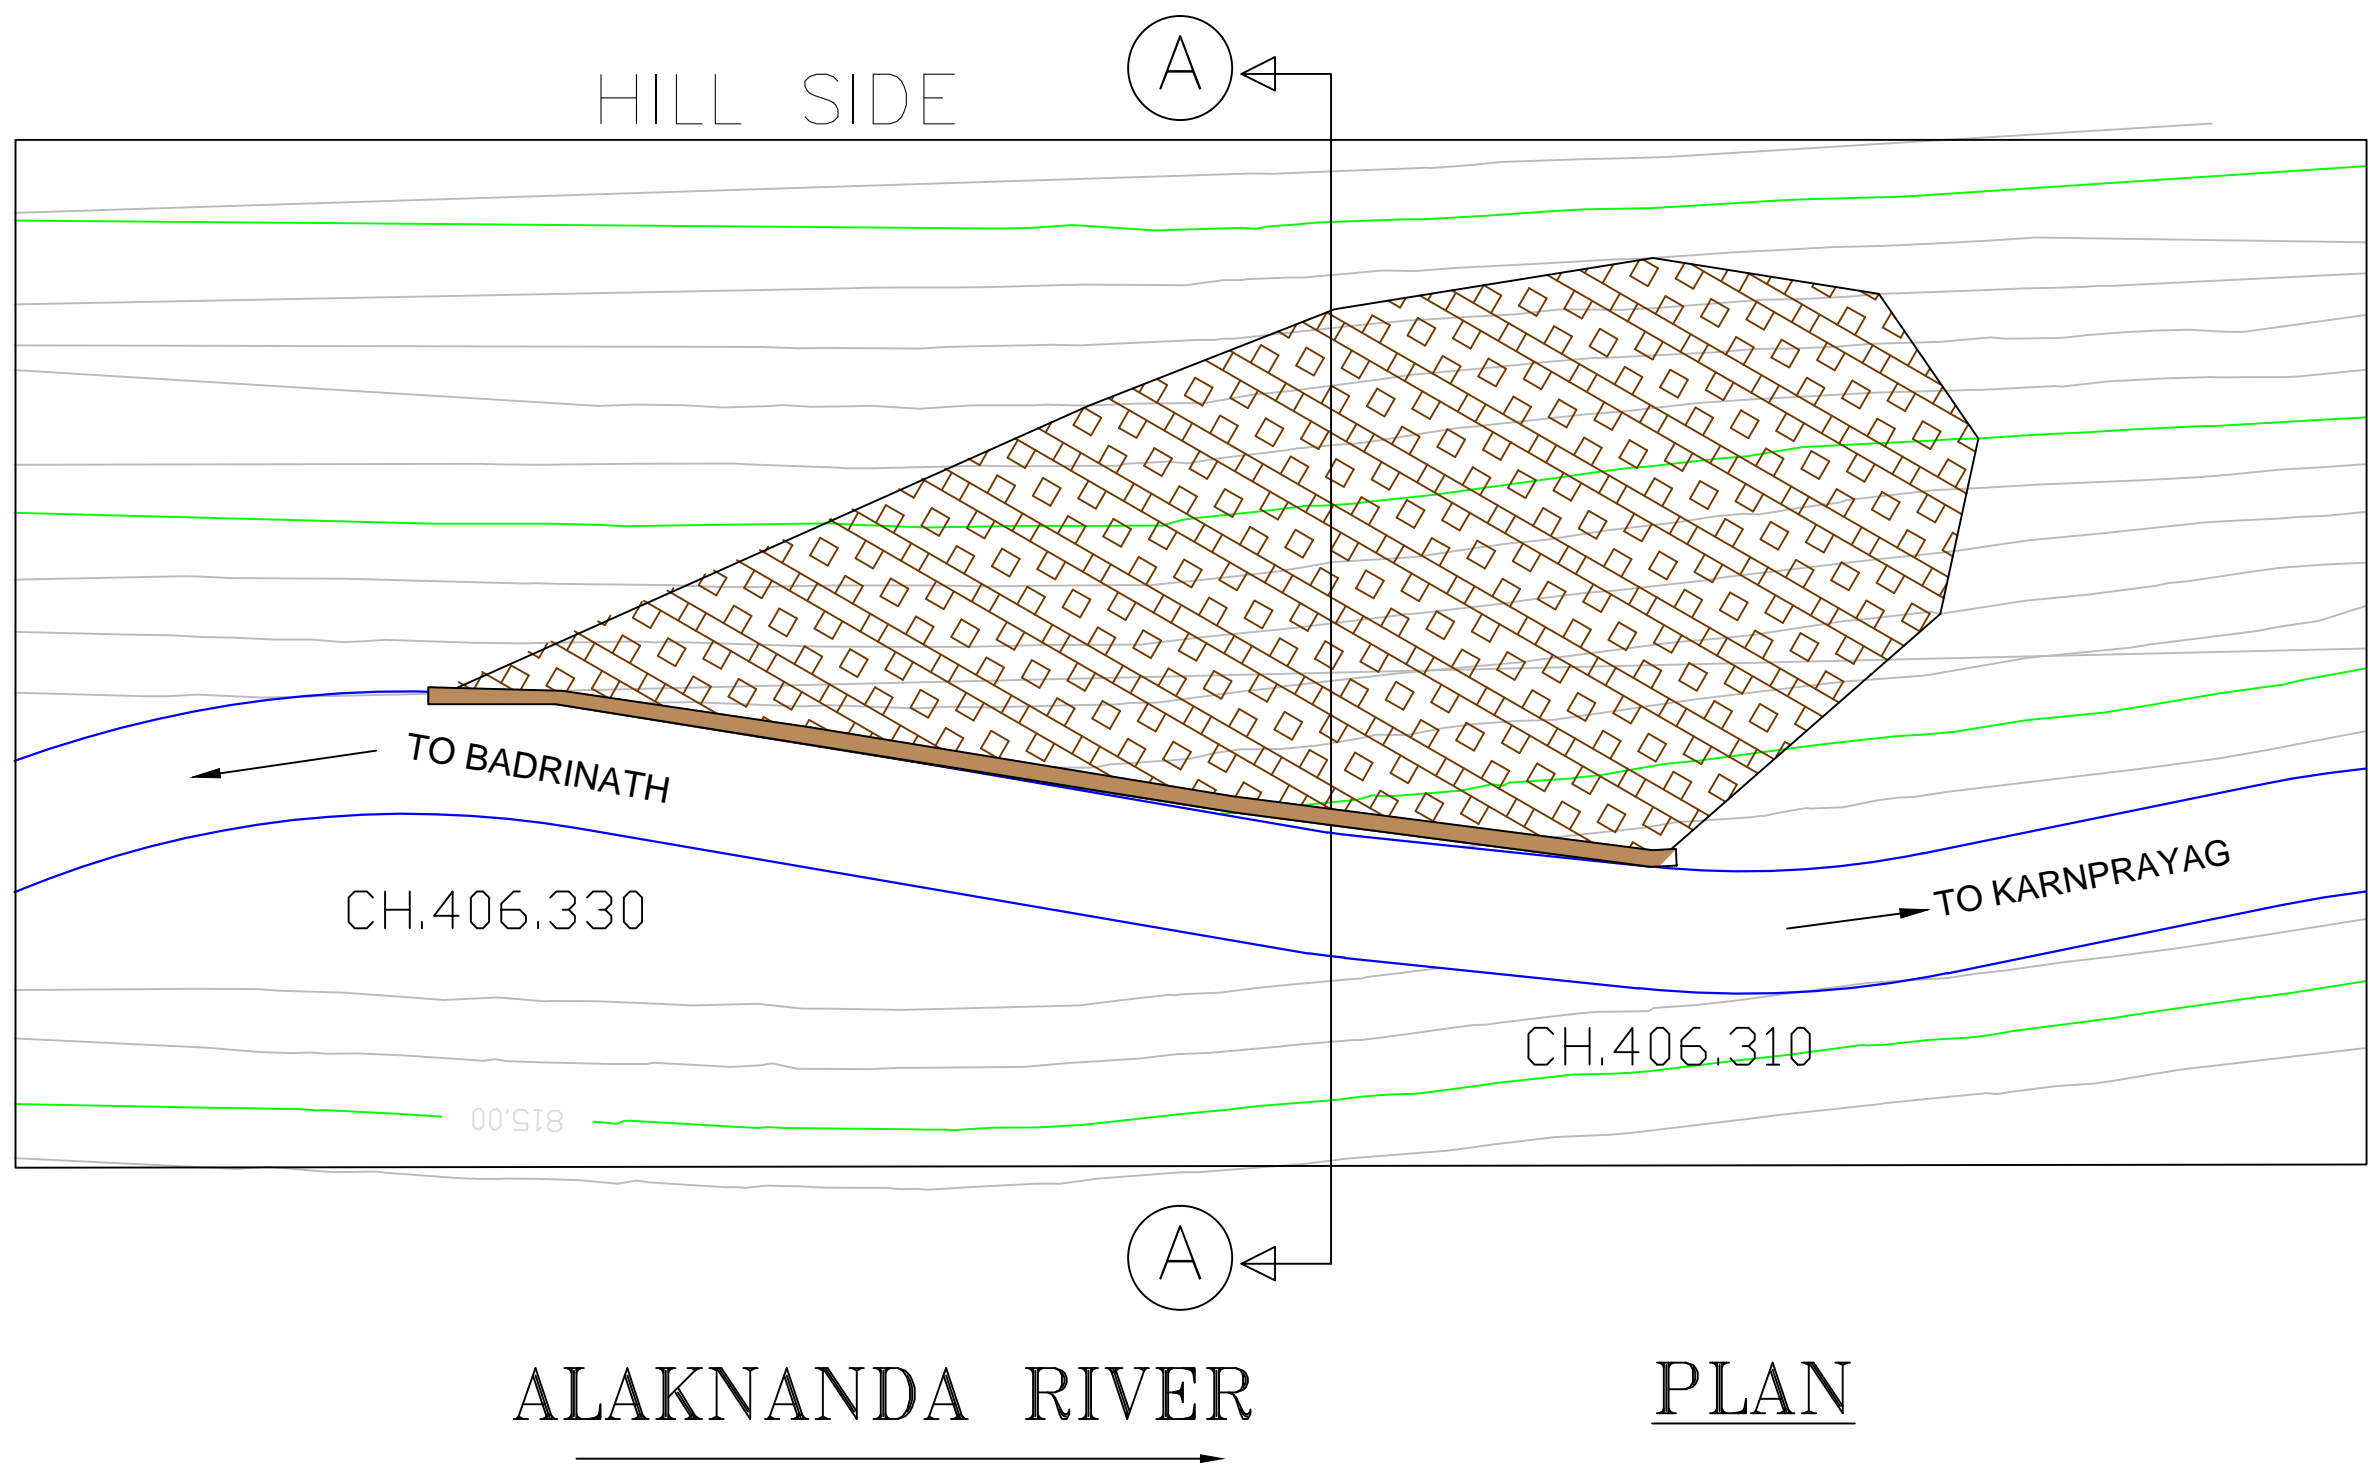 A
HILL SIDE
TO BADRINATH
TO KARNPRAYAG
CH.406.330
CH.406.310
815.00
A
ALAKNANDA RIVER
PLAN